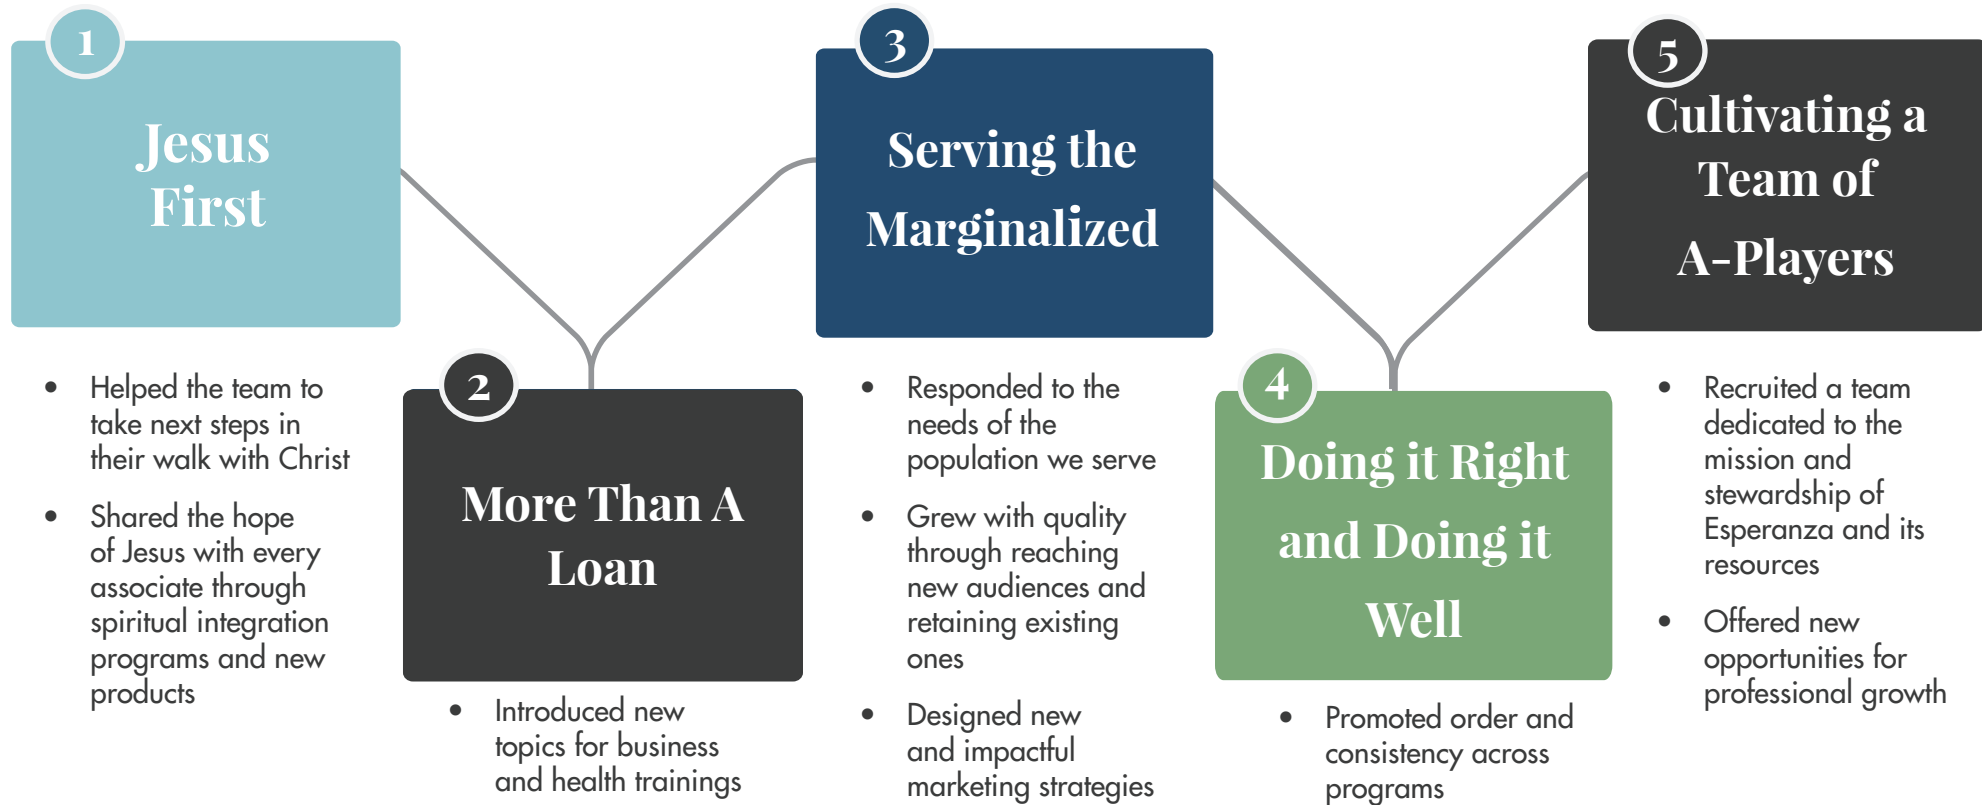 1
Jesus
First
• Helped the team to
take next steps in
their walk with Christ
• Shared the hope
of Jesus with every
associate through
spiritual integration
programs and new
products
2
More Than A
Loan
• Introduced new
topics for business
and health trainings
3
Serving the
Marginalized
• Responded to the
needs of the
population we serve
• Grew with quality
through reaching
new audiences and
retaining existing
ones
• Designed new
and impactful
marketing strategies
4
Doing it Right
and Doing it
Well
• Promoted order and
consistency across
programs
5
Cultivating a
Team of
A-Players
• Recruited a team
dedicated to the
mission and
stewardship of
Esperanza and its
resources
• Offered new
opportunities for
professional growth